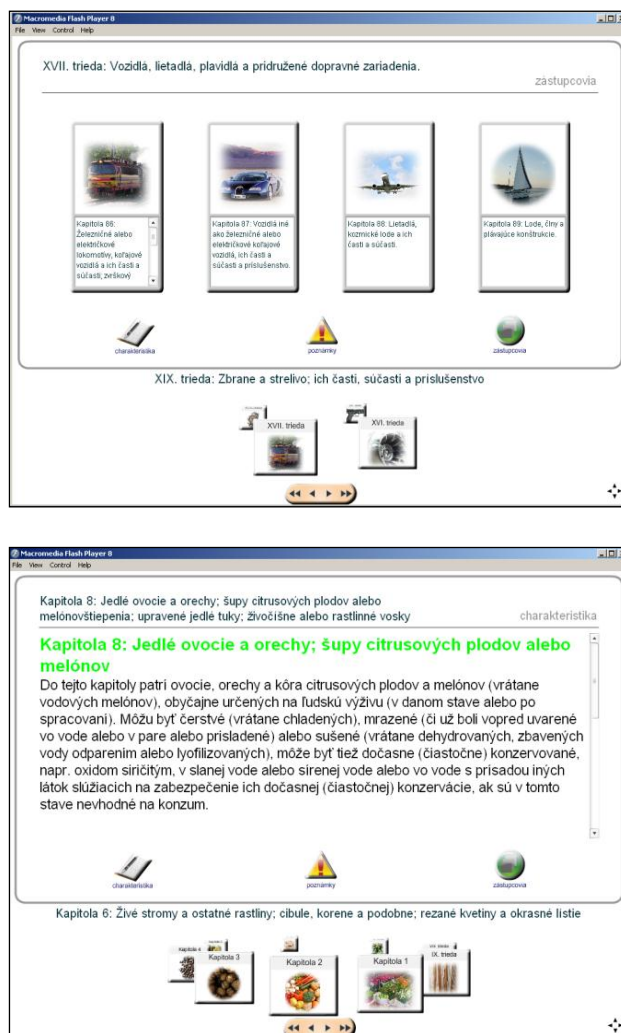 Macromedia Flash Player 8
File View Control Help
XVII. trieda: Vozidlá, lietadlá, plavidlá a pridružené dopravné zariadenia.
zástupcovia
Kapitola 86:
Železničné alebo
električkové
lokomotívy, koľajové
vozidlá a ich časti a
súčasti; zvrškový
Kapitola 87: Vozidlá iné
ako železničné alebo
električkové koľajové
vozidlá, ich časti a
súčasti a príslušenstvo.
Kapitola 88: Lietadlá,
kozmické lode a ich
časti a súčasti.
Kapitola 89: Lode, člny a
plávajúce konštrukcie.
charakteristika
poznámky
zástupcovia
XIX. trieda: Zbrane a strelivo; ich časti, súčasti a príslušenstvo
XVII. trieda
XVI. trieda
Macromedia Flash Player 8
File View Control Help
Kapitola 8: Jedlé ovocie a orechy; šupy citrusových plodov alebo
melónovštiepenia; upravené jedlé tuky; živočíšne alebo rastlinné vosky
charakteristika
Kapitola 8: Jedlé ovocie a orechy; šupy citrusových plodov alebo
melónov
Do tejto kapitoly patrí ovocie, orechy a kôra citrusových plodov a melónov (vrátane
vodových melónov), obyčajne určených na ľudskú výživu (v danom stave alebo po
spracovaní). Môžu byť čerstvé (vrátane chladených), mrazené (či už boli vopred uvarené
vo vode alebo v pare alebo prisladené) alebo sušené (vrátane dehydrovaných, zbavených
vody odparením alebo lyofilizovaných), môže byť tiež dočasne (čiastočne) konzervované,
napr. oxidom siričitým, v slanej vode alebo sírenej vode alebo vo vode s prísadou iných
látok slúžiacich na zabezpečenie ich dočasnej (čiastočnej) konzervácie, ak sú v tomto
stave nevhodné na konzum.
charakteristika
poznámky
zástupcovia
Kapitola 6: Živé stromy a ostatné rastliny; cibule, korene a podobne; rezané kvetiny a okrasné lístie
Kapitola 4
Kapitola 3
Kapitola 2
Kapitola 1
IX. trieda